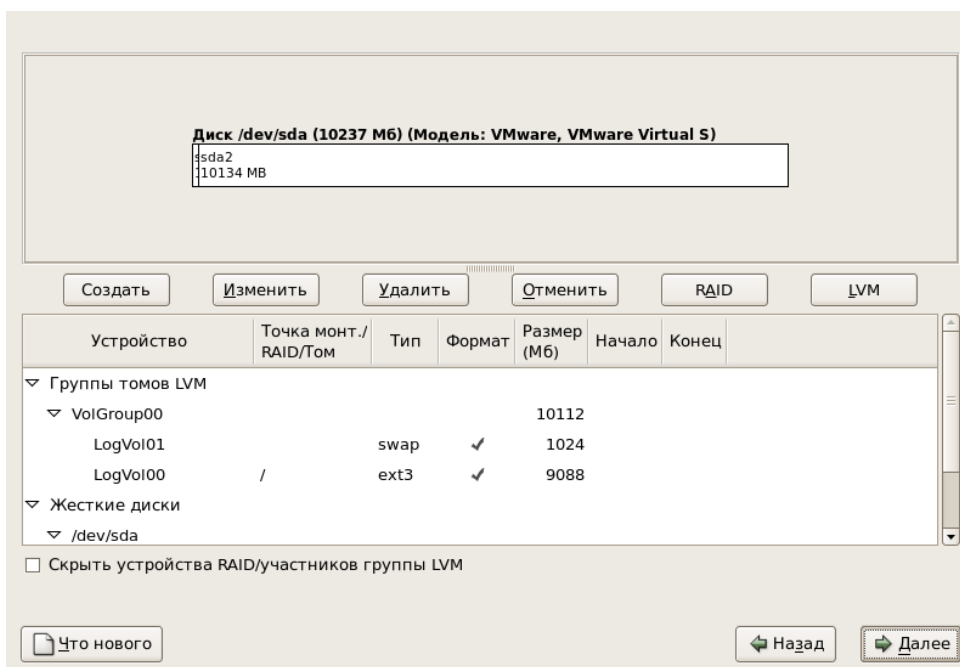 Диск /dev/sda (10237 Мб) (Модель: VMware, VMware Virtual S)
sda2
10134 MB
Создать Изменить Удалить Отменить RAID LVM
Устройство Точка монт./ RAID/Том Тип Формат Размер (Мб) Начало Конец
Группы томов LVM
VolGroup00 10112
LogVol01 swap 1024
LogVol00 / ext3 9088
Жесткие диски
/dev/sda
Скрыть устройства RAID/участников группы LVM
Что нового Назад Далее